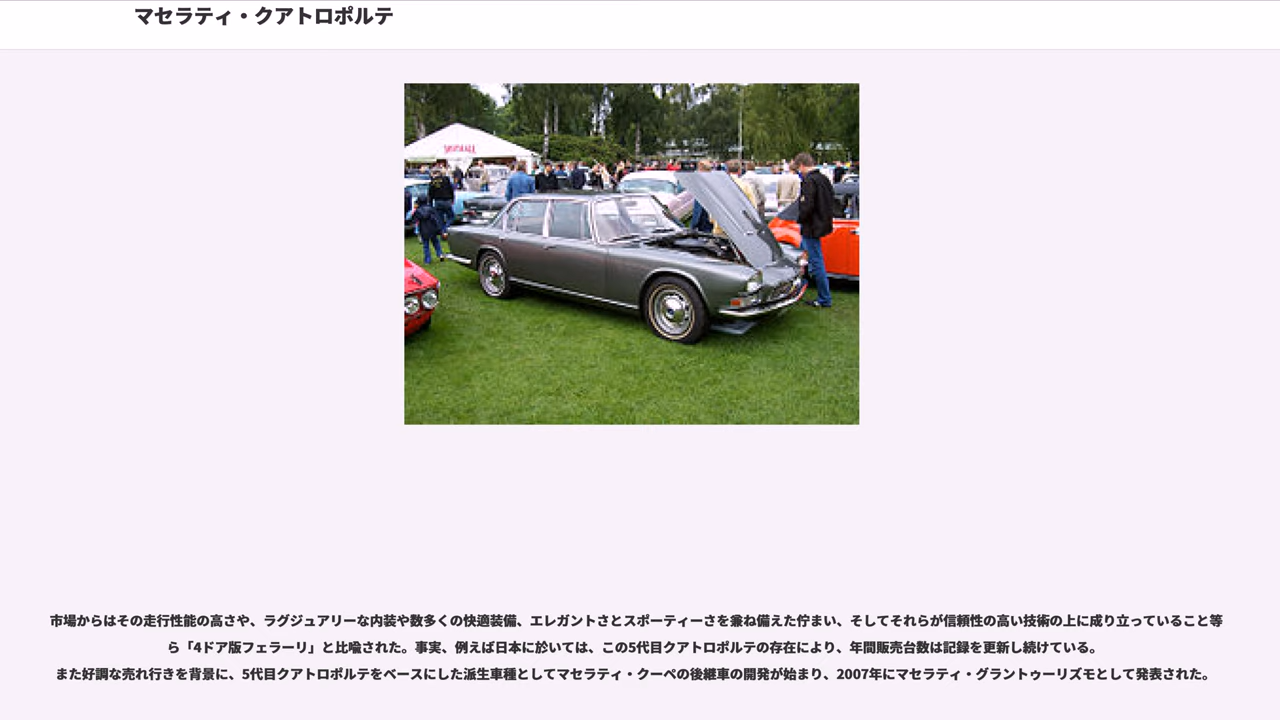 マセラティ・クアトロポルテ
市場からはその走行性能の高さや、ラグジュアリーな内装や数多くの快適装備、エレガントさとスポーティーさを兼ね備えた佇まい、そしてそれらが信頼性の高い技術の上に成り立っていること等
ら「4ドア版フェラーリ」と比喩された。事実、例えば日本に於いては、この5代目クアトロポルテの存在により、年間販売台数は記録を更新し続けている。
また好調な売れ行きを背景に、5代目クアトロポルテをベースにした派生車種としてマセラティ・クーペの後継車の開発が始まり、2007年にマセラティ・グラントゥーリズモとして発表された。